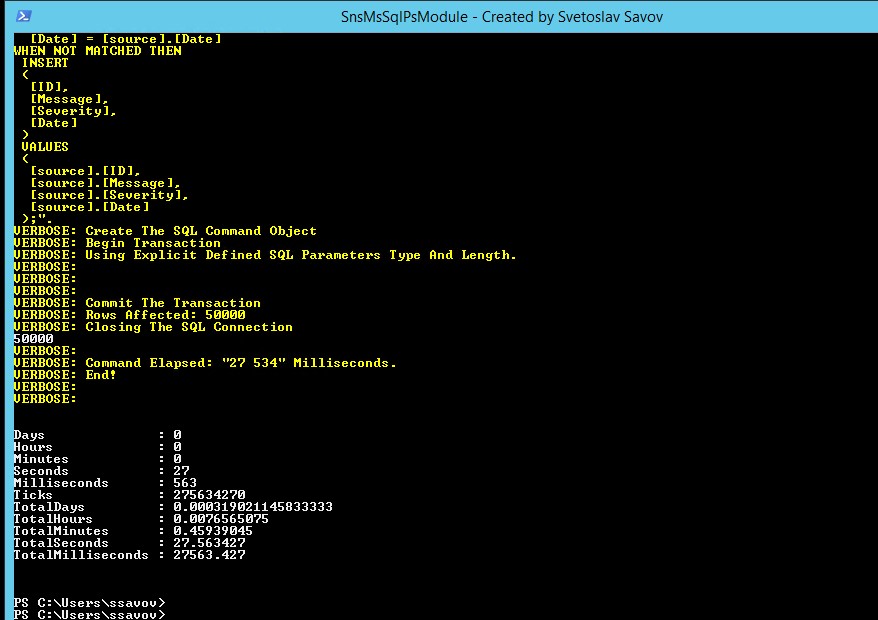 SnsMsSqlPsModule - Created by Svetoslav Savov
[Date] = [source].[Date]
WHEN NOT MATCHED THEN
INSERT
(
[ID],
[Message],
[Severity],
[Date]
)
VALUES
(
[source].[ID],
[source].[Message],
[source].[Severity],
[source].[Date]
);".
VERBOSE: Create The SQL Command Object
VERBOSE: Begin Transaction
VERBOSE: Using Explicit Defined SQL Parameters Type And Length.
VERBOSE:
VERBOSE:
VERBOSE:
VERBOSE: Commit The Transaction
VERBOSE: Rows Affected: 50000
VERBOSE: Closing The SQL Connection
50000
VERBOSE:
VERBOSE: Command Elapsed: "27 534" Milliseconds.
VERBOSE: End!
VERBOSE:
VERBOSE:
Days : 0
Hours : 0
Minutes : 0
Seconds : 27
Milliseconds : 563
Ticks : 275634270
TotalDays : 0.000319021145833333
TotalHours : 0.0076565075
TotalMinutes : 0.45939045
TotalSeconds : 27.563427
TotalMilliseconds : 27563.427
PS C:\Users\ssavov>
PS C:\Users\ssavov>